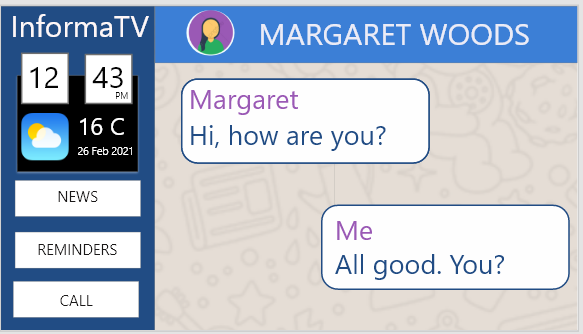 InformaTV
12 43
PM
16 C
26 Feb 2021
NEWS
REMINDERS
CALL
MARGARET WOODS
Margaret
Hi, how are you?
Me
All good. You?